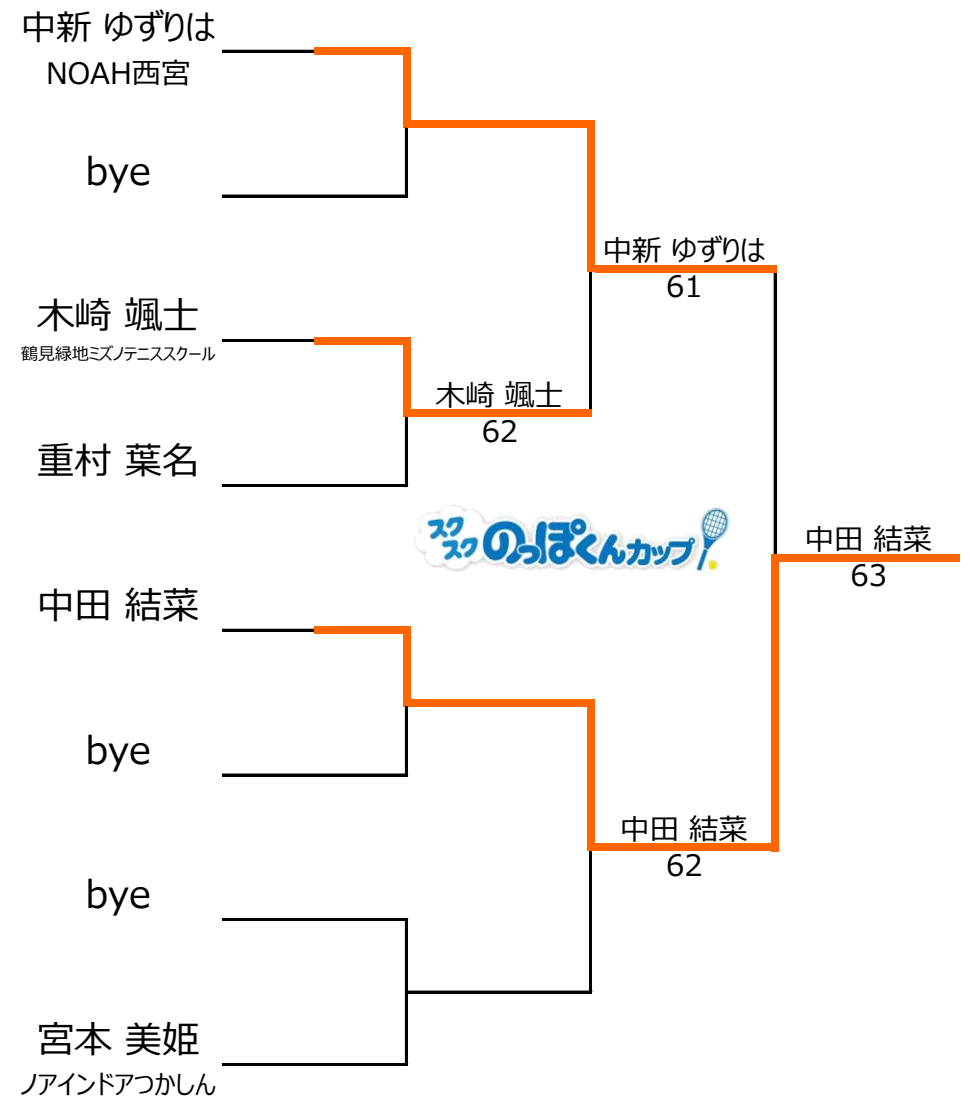 中新 ゆずりは
NOAH西宮
bye
中新 ゆずりは
61
木崎 颯士
鶴見緑地ミズノテニススクール
木崎 颯士
62
重村 葉名
スク
スク のっぽくんカップ
中田 結菜
63
中田 結菜
bye
中田 結菜
62
bye
宮本 美姫
ノアインドアつかしん